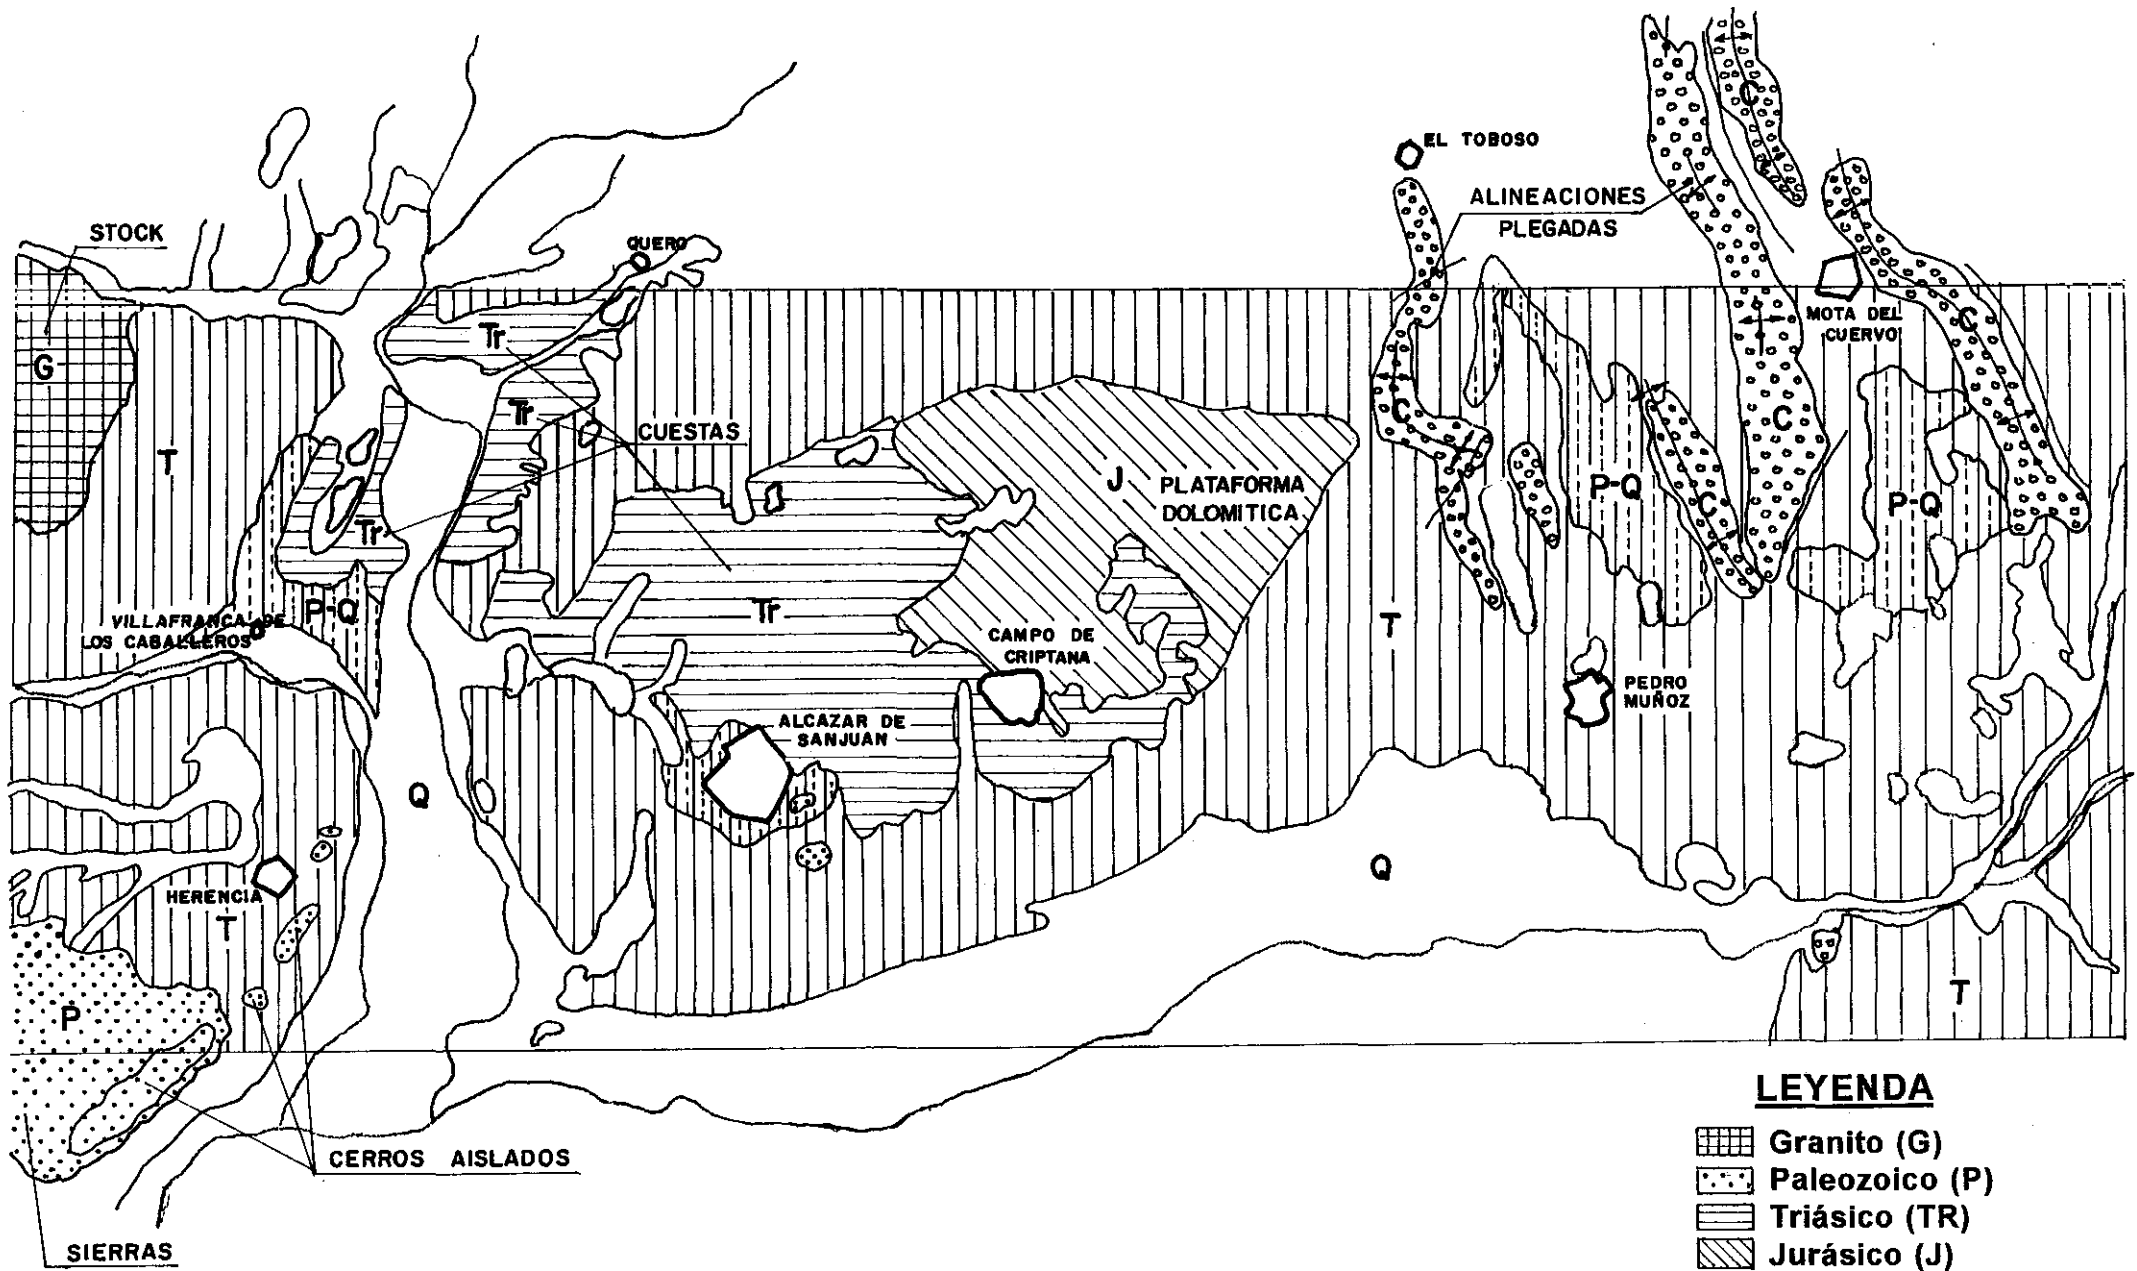 EL TOBOSO
ALINEACIONES
PLEGADAS
C
STOCK
QUERO
MOTA DEL
CUERVO
C
Tr
G
Tr
C
C
CUESTAS
T
J
PLATAFORMA
DOLOMITICA
P-Q
C
P-Q
Tr
VILLAFRANCA DE
LOS CABALLEROS
P-Q
Tr
CAMPO DE
CRIPTANA
T
PEDRO
MUÑOZ
ALCAZAR DE
SANJUAN
Q
Q
HERENCIA
T
P
T
CERROS AISLADOS
SIERRAS
LEYENDA
Granito (G)
Paleozoico (P)
Triásico (TR)
Jurásico (J)